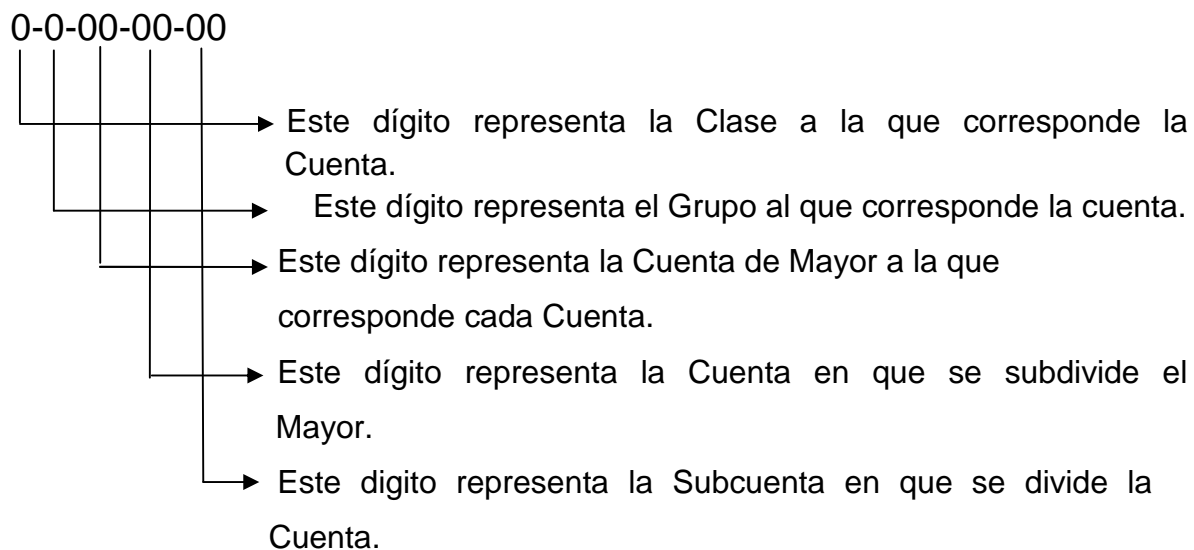 0-0-00-00-00
Este dígito representa la Clase a la que corresponde la
Cuenta.
Este dígito representa el Grupo al que corresponde la cuenta.
Este dígito representa la Cuenta de Mayor a la que
corresponde cada Cuenta.
Este dígito representa la Cuenta en que se subdivide el
Mayor.
Este digito representa la Subcuenta en que se divide la
Cuenta.